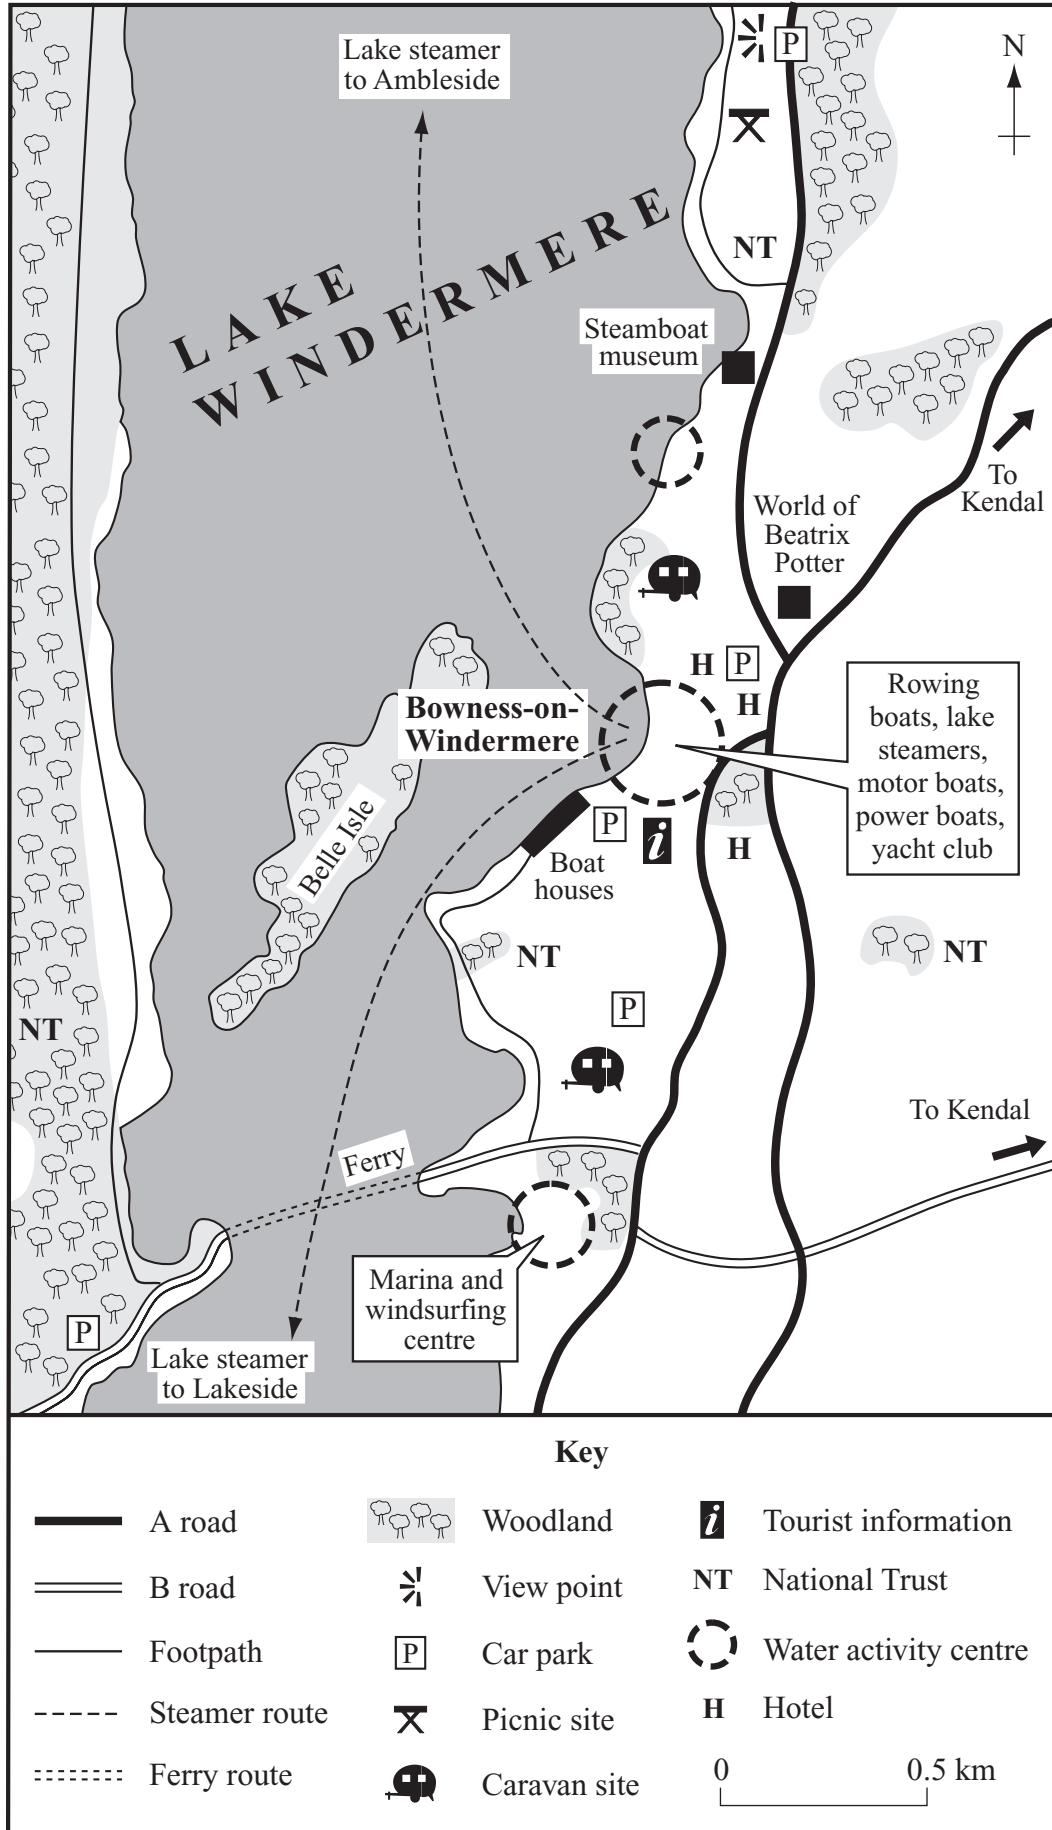 Lake steamer
to Ambleside
P
N
LAKE
WINDERMERE
NT
Steamboat
museum
To
Kendal
World of
Beatrix
Potter
H
P
H
Bowness-on-
Windermere
Rowing
boats, lake
steamers,
motor boats,
power boats,
yacht club
Belle Isle
P
i
H
Boat
houses
NT
NT
P
NT
To Kendal
Ferry
Marina and
windsurfing
centre
P
Lake steamer
to Lakeside
Key
A road
Woodland
i
Tourist information
B road
View point
NT
National Trust
Footpath
P
Car park
Water activity centre
Steamer route
Picnic site
H
Hotel
Ferry route
Caravan site
0
0.5 km